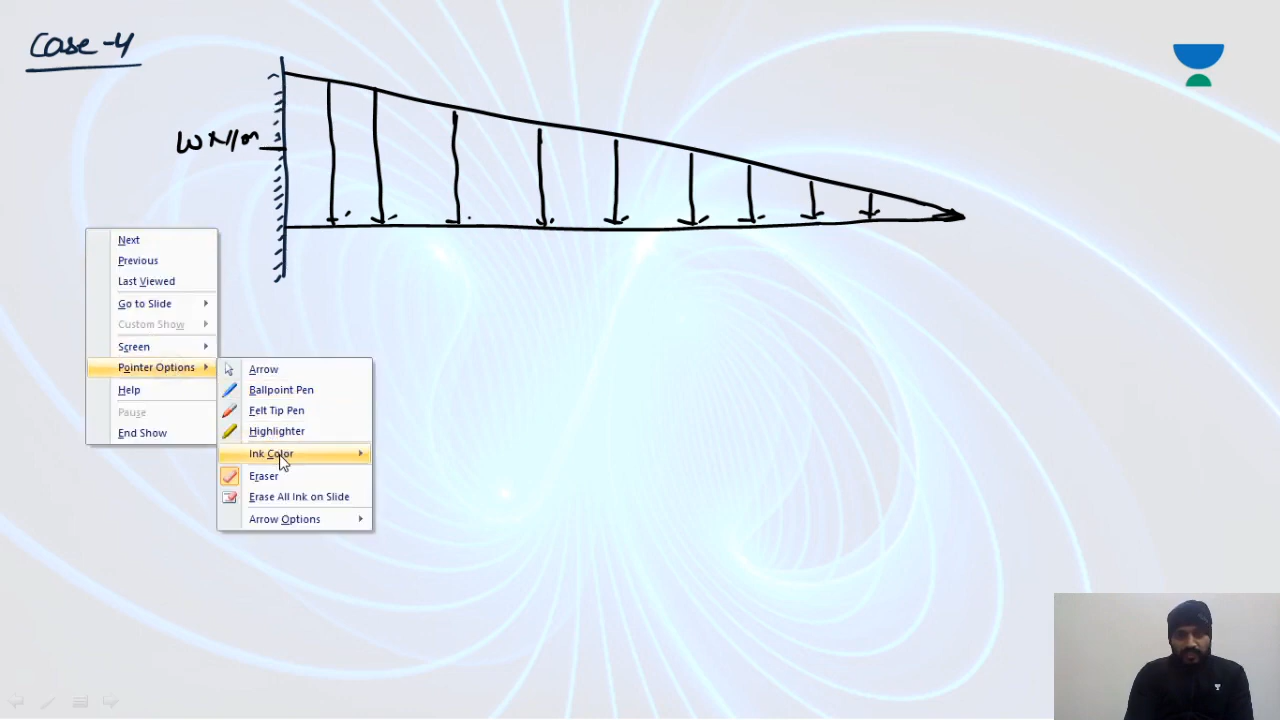 Case-4
W N/m
Next
Previous
Last Viewed
Go to Slide
Custom Show
Screen
Pointer Options
Help
Pause
End Show
Arrow
Ballpoint Pen
Felt Tip Pen
Highlighter
Ink Color
Eraser
Erase All Ink on Slide
Arrow Options